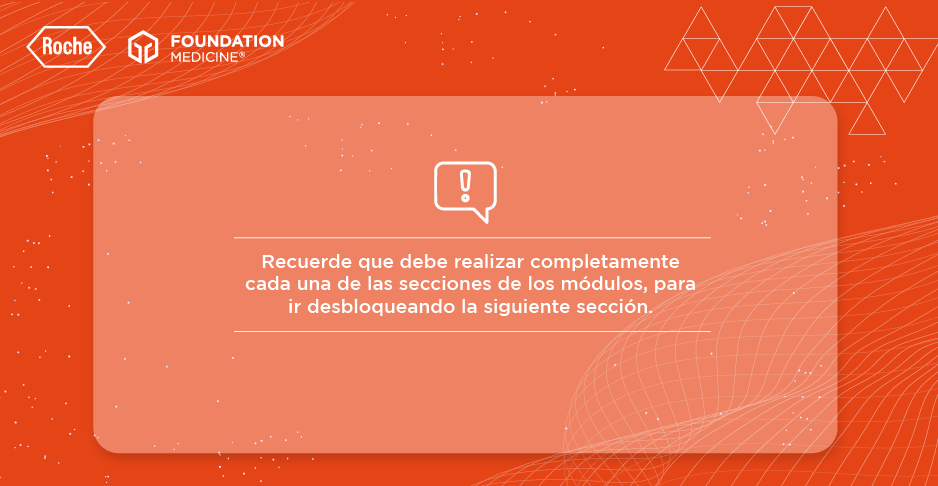 Roche
FOUNDATION
MEDICINE®
Recuerde que debe realizar completamente
cada una de las secciones de los módulos, para
ir desbloqueando la siguiente sección.